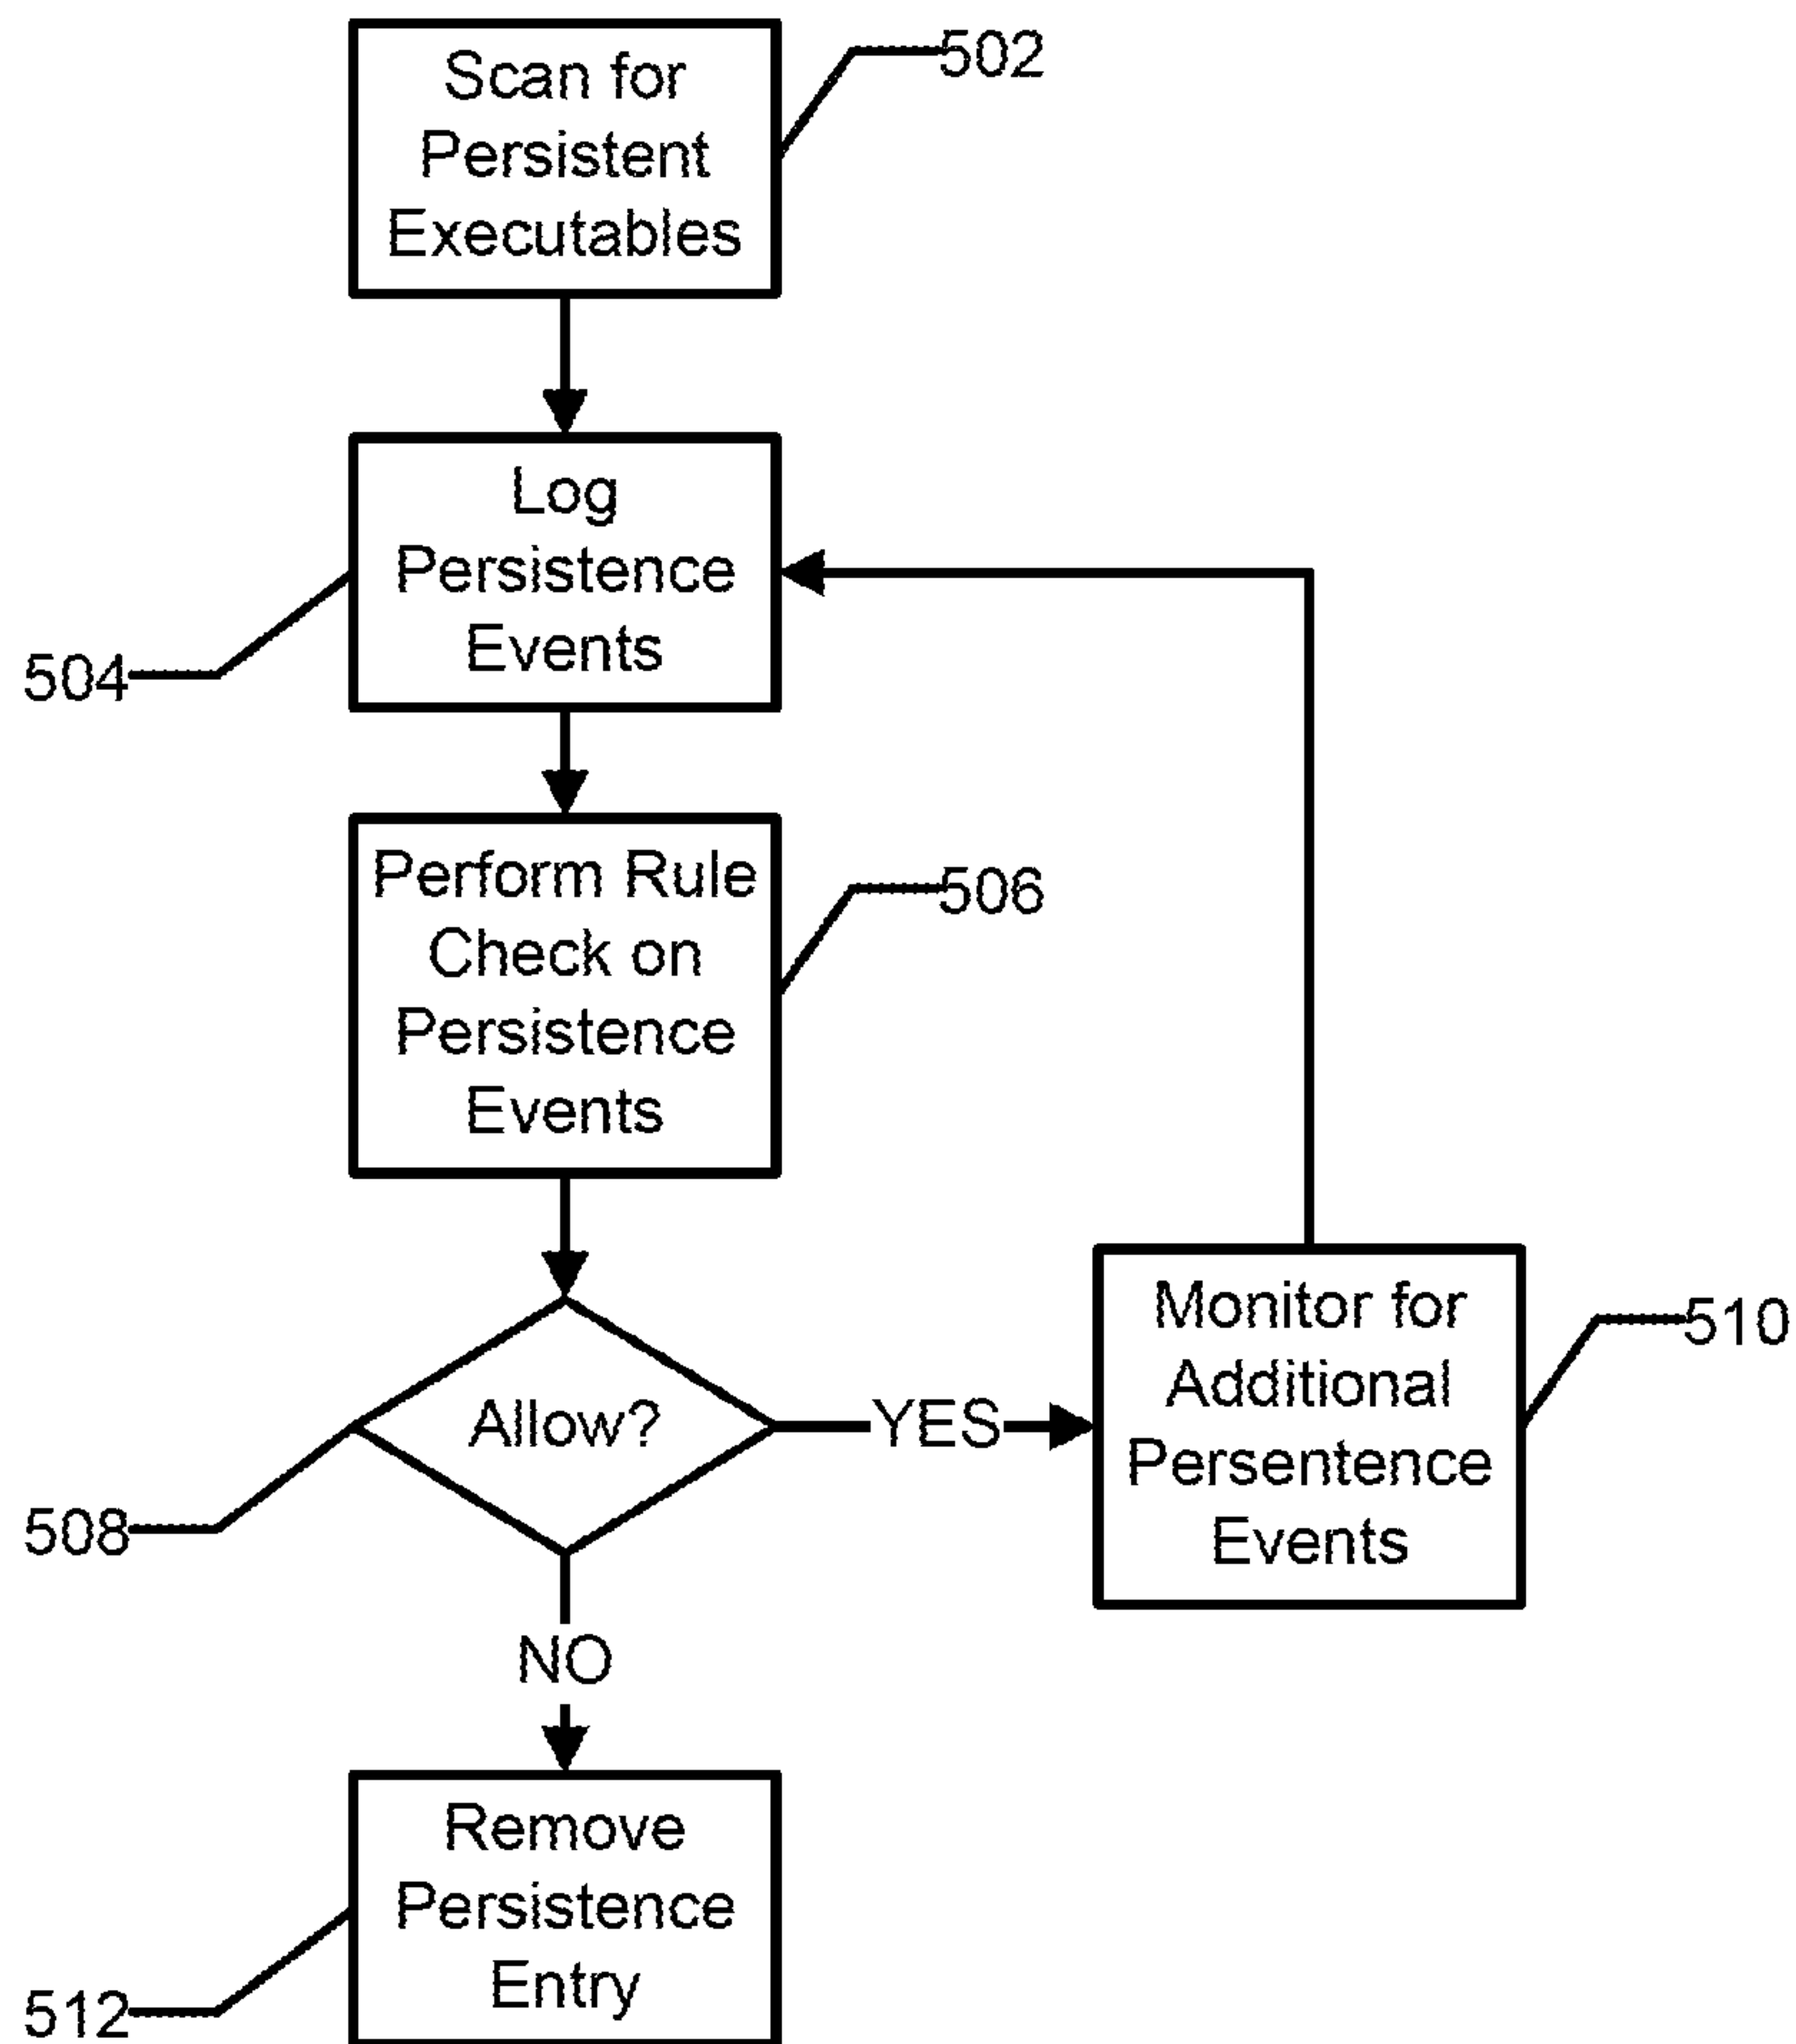 Scan for
Persistent
Executables
502
Log
Persistence
Events
504
Perform Rule
Check on
Persistence
Events
506
Allow?
508
YES
Monitor for
Additional
Persentence
Events
510
NO
Remove
Persistence
Entry
512